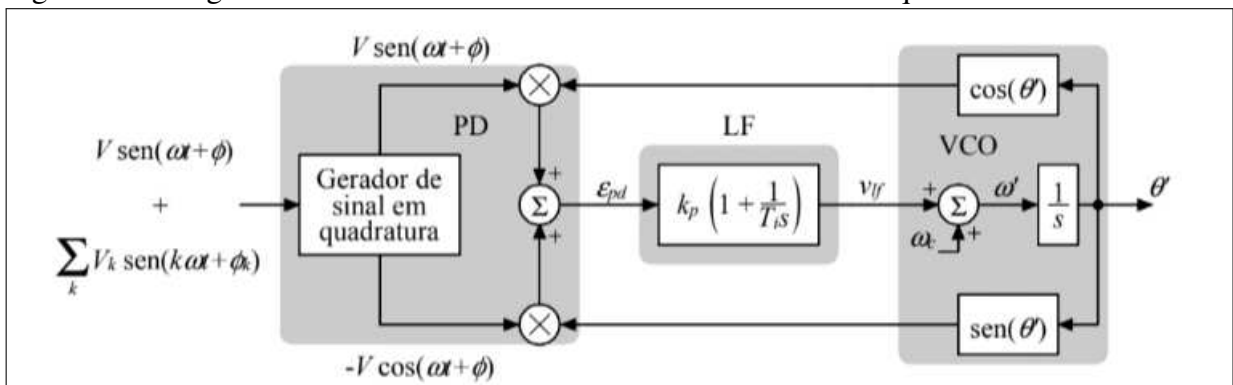 V sen(ωt+ϕ)
cos(θ')
PD
LF
VCO
V sen(ωt+ϕ)
+
∑ V_k sen(kωt+ϕ_k)
k
Gerador de
sinal em
quadratura
+
Σ
+
ε_pd
k_p (1 + 1/(T_i s))
v_lf
+
Σ
+
ω_c
ω'
1/s
θ'
sen(θ')
-V cos(ωt+ϕ)